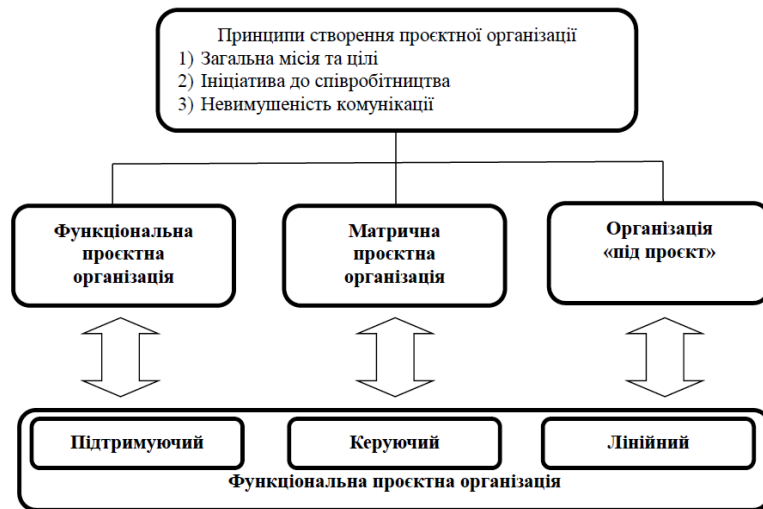 Принципи створення проєктної організації
1) Загальна місія та цілі
2) Ініціатива до співробітництва
3) Невимушеність комунікації
Функціональна
проєктна
організація
Матрична
проєктна
організація
Організація
«під проєкт»
Підтримуючий
Керуючий
Лінійний
Функціональна проєктна організація